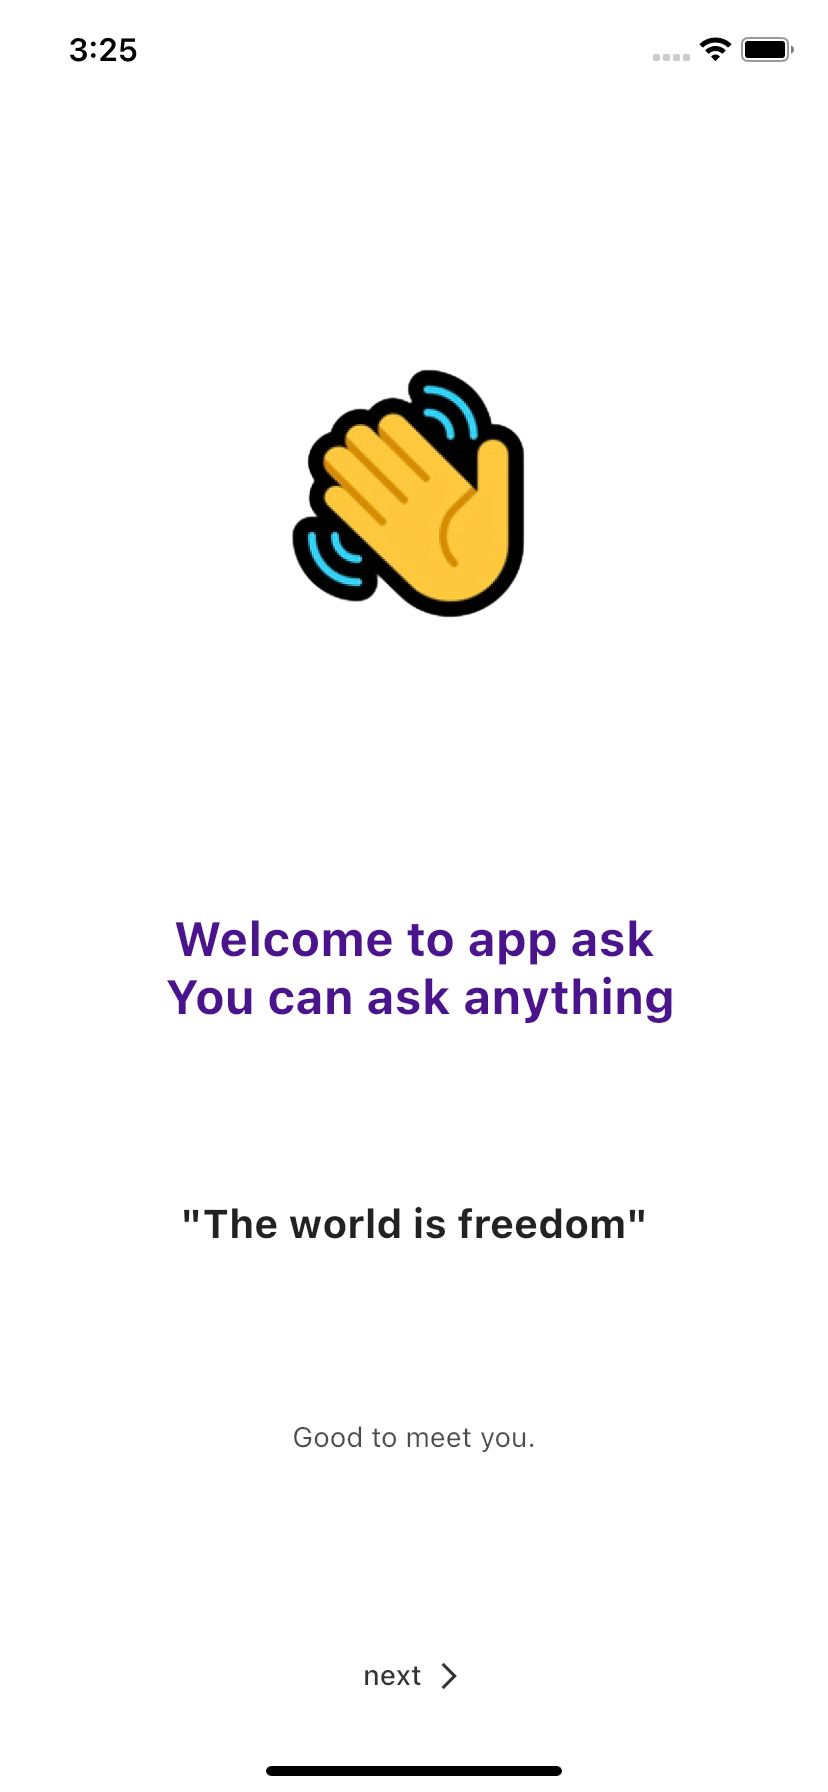 3:25
Welcome to app ask
You can ask anything
"The world is freedom"
Good to meet you.
next